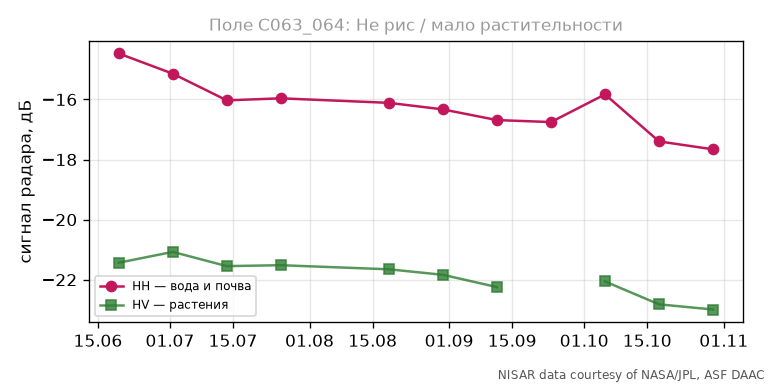 Поле C063_064: Не рис / мало растительности
сигнал радара, дБ
−16
−18
−20
−22
HH — вода и почва
HV — растения
15.06 01.07 15.07 01.08 15.08 01.09 15.09 01.10 15.10 01.11
NISAR data courtesy of NASA/JPL, ASF DAAC